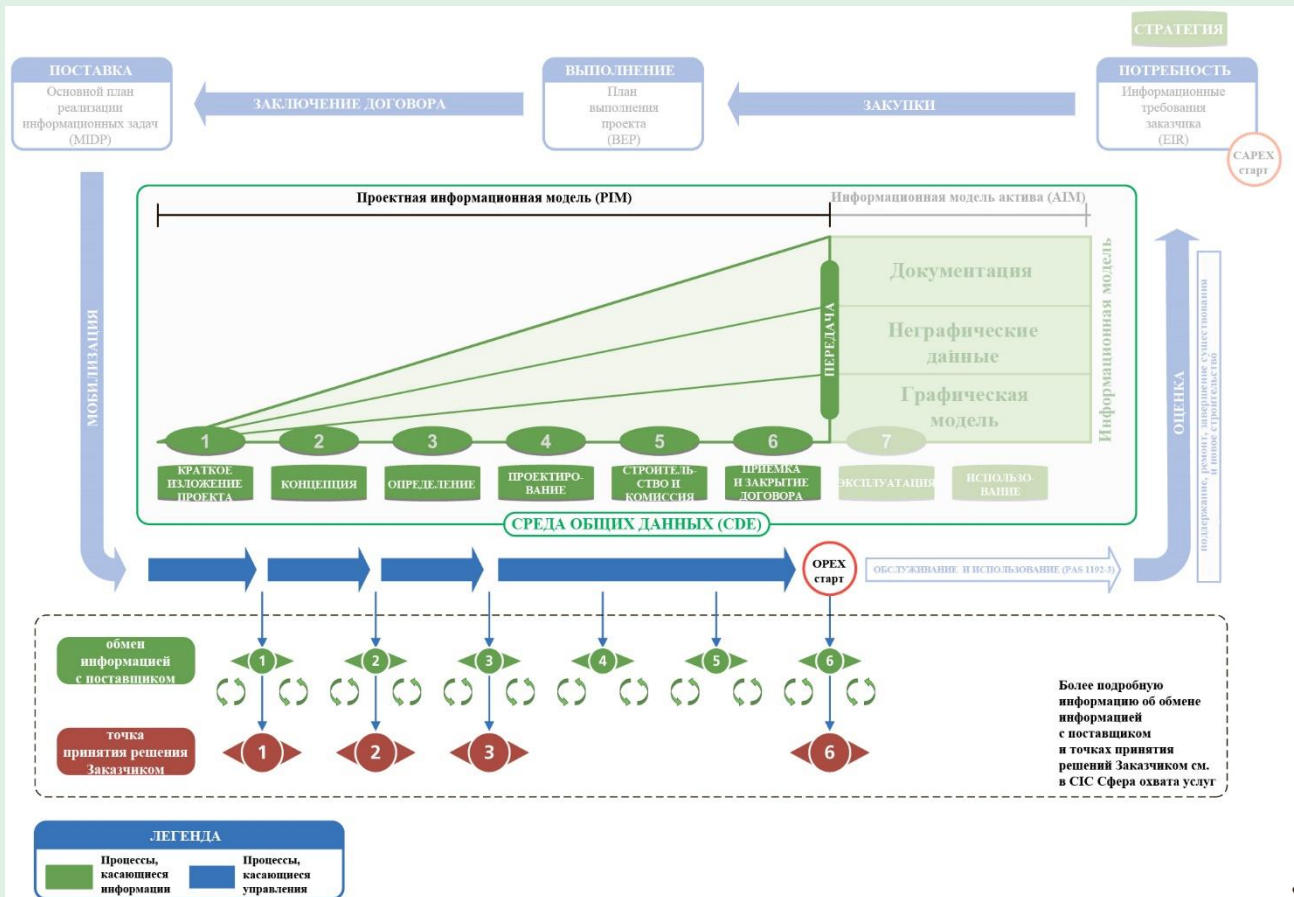 СТРАТЕГИЯ
ПОСТАВКА
Основной план
реализации
информационных задач
(MIDP)
ЗАКЛЮЧЕНИЕ ДОГОВОРА
ВЫПОЛНЕНИЕ
План
выполнения
проекта
(BEP)
ЗАКУПКИ
ПОТРЕБНОСТЬ
Информационные
требования
заказчика
(EIR)
CAPEX
старт
МОБИЛИЗАЦИЯ
Проектная информационная модель (PIM)
Информационная модель актива (AIM)
Документация
Неграфические
данные
Графическая
модель
ПЕРЕДАЧА
Информационная модель
ОЦЕНКА
поддержание, ремонт, завершение существования
и новое строительство
1
2
3
4
5
6
7
КРАТКОЕ
ИЗЛОЖЕНИЕ
ПРОЕКТА
КОНЦЕПЦИЯ
ОПРЕДЕЛЕНИЕ
ПРОЕКТИРО-
ВАНИЕ
СТРОИТЕЛЬ-
СТВО И
КОМИССИЯ
ПРИЕМКА
И ЗАКРЫТИЕ
ДОГОВОРА
ЭКСПЛУАТАЦИЯ
ИСПОЛЬЗО-
ВАНИЕ
СРЕДА ОБЩИХ ДАННЫХ (CDE)
OPEX
старт
ОБСЛУЖИВАНИЕ И ИСПОЛЬЗОВАНИЕ (PAS 1192-3)
обмен
информацией
с поставщиком
1
2
3
4
5
6
точка
принятия решения
Заказчиком
1
2
3
6
Более подробную
информацию об обмене
информацией
с поставщиком
и точках принятия
решений Заказчиком см.
в CIC Сфера охвата услуг
ЛЕГЕНДА
Процессы,
касающиеся
информации
Процессы,
касающиеся
управления